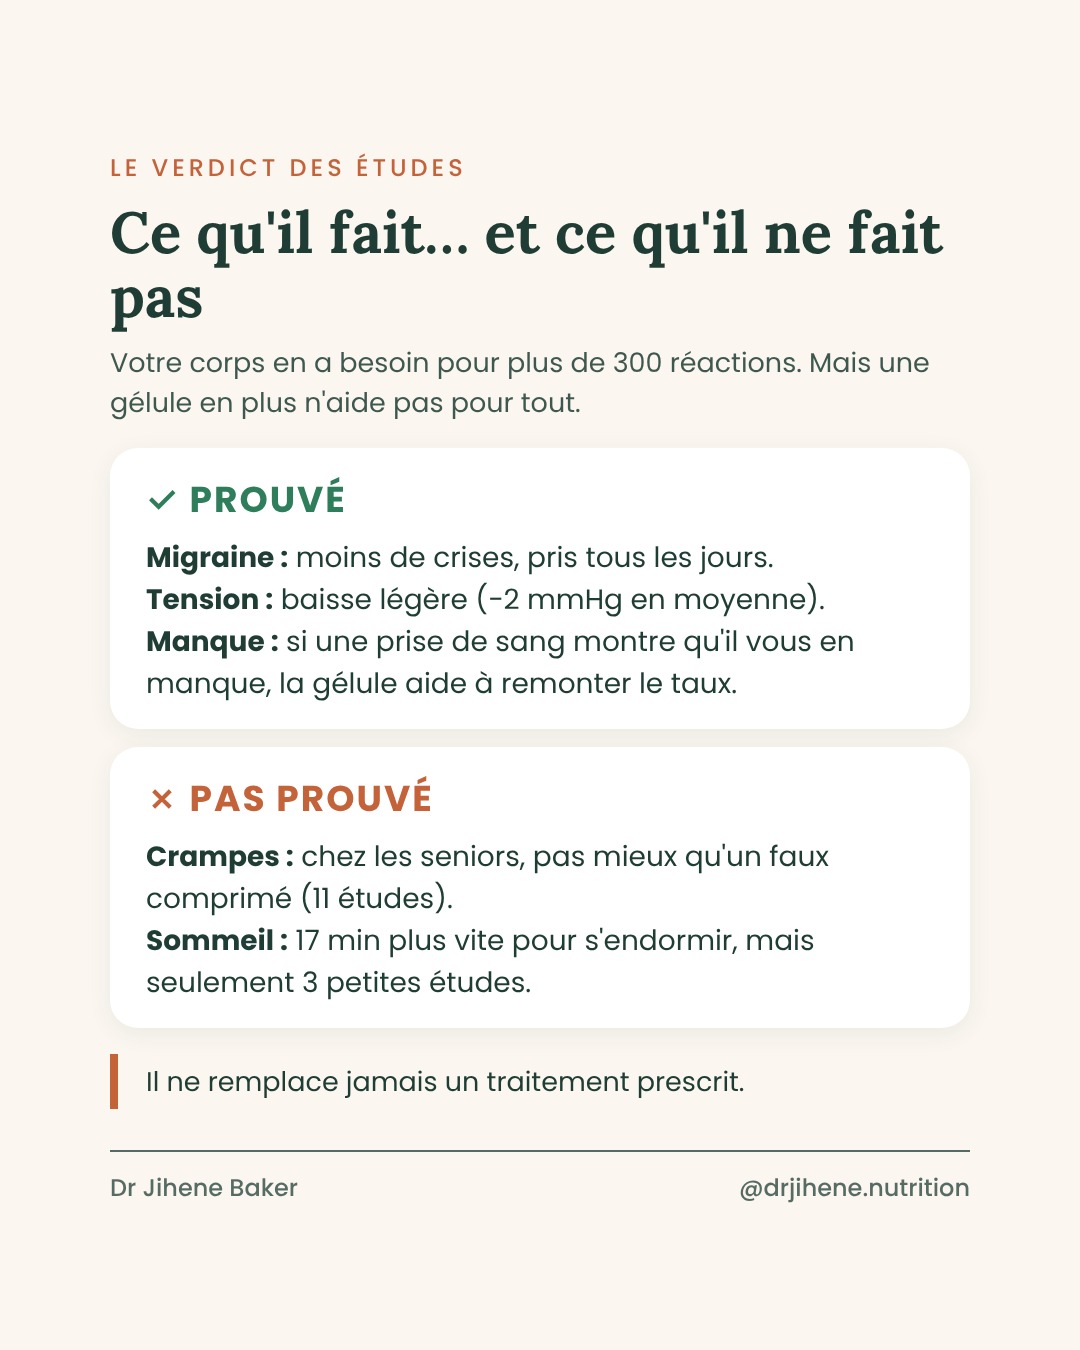 LE VERDICT DES ÉTUDES
Ce qu'il fait... et ce qu'il ne fait
pas
Votre corps en a besoin pour plus de 300 réactions. Mais une
gélule en plus n'aide pas pour tout.
✓ PROUVÉ
Migraine : moins de crises, pris tous les jours.
Tension : baisse légère (−2 mmHg en moyenne).
Manque : si une prise de sang montre qu'il vous en
manque, la gélule aide à remonter le taux.
× PAS PROUVÉ
Crampes : chez les seniors, pas mieux qu'un faux
comprimé (11 études).
Sommeil : 17 min plus vite pour s'endormir, mais
seulement 3 petites études.
Il ne remplace jamais un traitement prescrit.
Dr Jihene Baker
@drjihene.nutrition